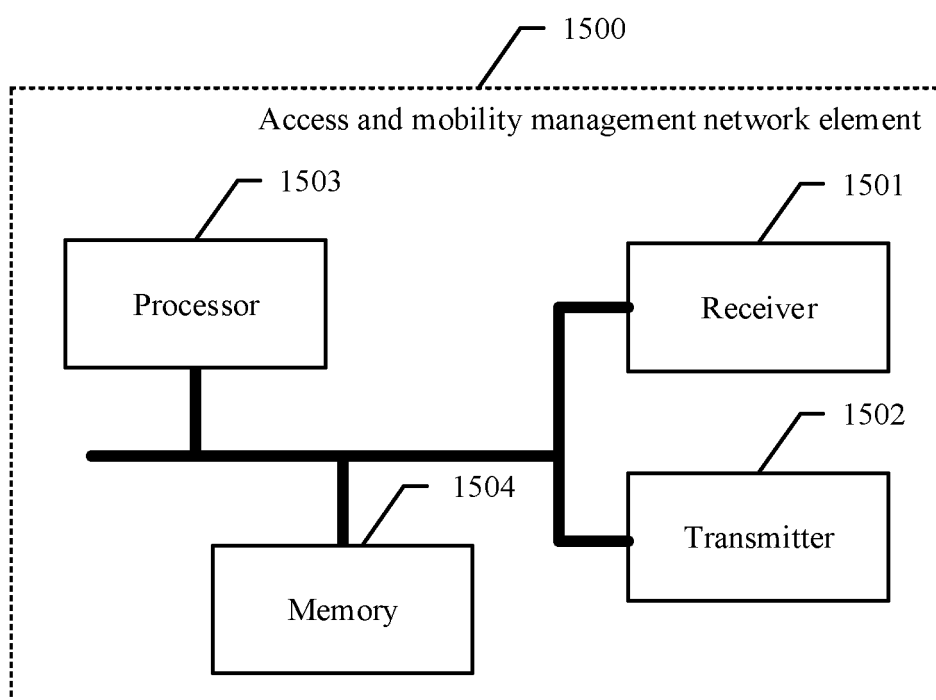 1500
Access and mobility management network element
1503
1501
Processor
Receiver
1502
1504
Transmitter
Memory